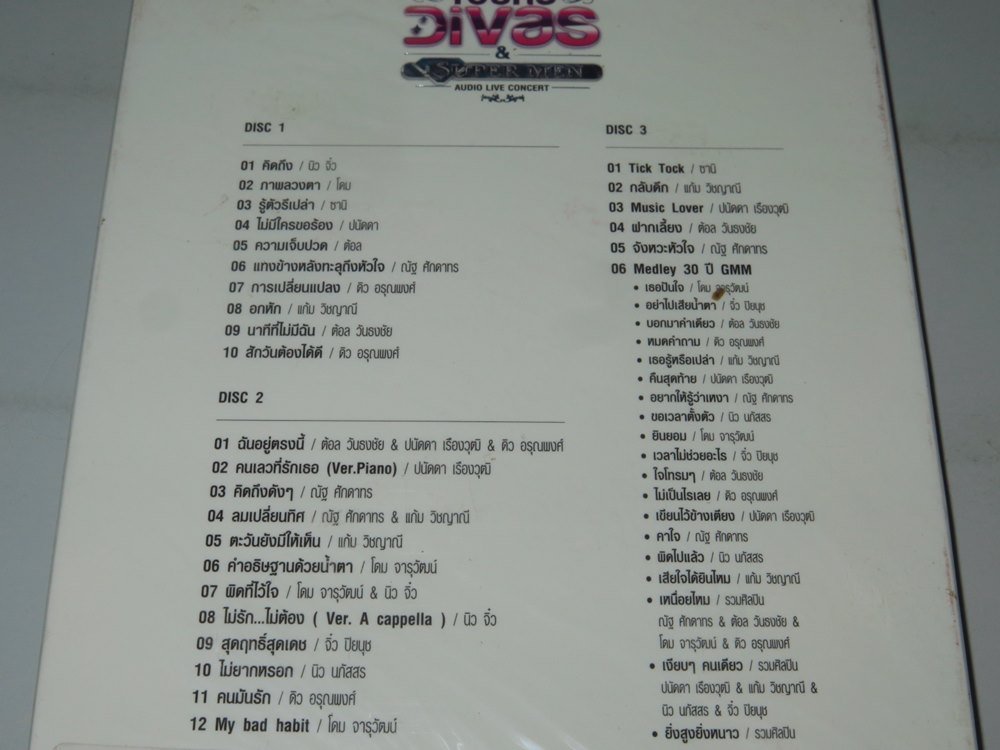 DiVas
&
SUPER MEN
AUDIO LIVE CONCERT
DISC 1
01 คิดถึง / นิว จิ๋ว
02 ภาพลวงตา / โดม
03 รู้ตัวรึเปล่า / ซานิ
04 ไม่มีใครขอร้อง / ปนัดดา
05 ความเจ็บปวด / ต้อล
06 แทงข้างหลังทะลุถึงหัวใจ / ณัฐ ศักดาทร
07 การเปลี่ยนแปลง / ดิว อรุณพงศ์
08 อกหัก / แก้ม วิชญาณี
09 นาทีที่ไม่มีฉัน / ต้อล วันธงชัย
10 สักวันต้องได้ดี / ดิว อรุณพงศ์
DISC 2
01 ฉันอยู่ตรงนี้ / ต้อล วันธงชัย & ปนัดดา เรืองวุฒิ & ดิว อรุณพงศ์
02 คนเลวที่รักเธอ (Ver.Piano) / ปนัดดา เรืองวุฒิ
03 คิดถึงดังๆ / ณัฐ ศักดาทร
04 ลมเปลี่ยนทิศ / ณัฐ ศักดาทร & แก้ม วิชญาณี
05 ตะวันยังมีให้เห็น / แก้ม วิชญาณี
06 คำอธิษฐานด้วยน้ำตา / โดม จารุวัฒน์
07 ผิดที่ไว้ใจ / โดม จารุวัฒน์ & นิว จิ๋ว
08 ไม่รัก...ไม่ต้อง ( Ver. A cappella ) / นิว จิ๋ว
09 สุดฤทธิ์สุดเดช / จิ๋ว ปิยนุช
10 ไม่ยากหรอก / นิว นภัสสร
11 คนมันรัก / ดิว อรุณพงศ์
12 My bad habit / โดม จารุวัฒน์
DISC 3
01 Tick Tock / ซานิ
02 กลับดึก / แก้ม วิชญาณี
03 Music Lover / ปนัดดา เรืองวุฒิ
04 ฝากเลี้ยง / ต้อล วันธงชัย
05 จังหวะหัวใจ / ณัฐ ศักดาทร
06 Medley 30 ปี GMM
• เธอปันใจ / โดม จารุวัฒน์
• อย่าไปเสียน้ำตา / จิ๋ว ปิยนุช
• บอกมาคำเดียว / ต้อล วันธงชัย
• หมดคำถาม / ดิว อรุณพงศ์
• เธอรู้หรือเปล่า / แก้ม วิชญาณี
• คืนสุดท้าย / ปนัดดา เรืองวุฒิ
• อยากให้รู้ว่าเหงา / ณัฐ ศักดาทร
• ขอเวลาตั้งตัว / นิว นภัสสร
• ยินยอม / โดม จารุวัฒน์
• เวลาไม่ช่วยอะไร / จิ๋ว ปิยนุช
• ใจโทรมๆ / ต้อล วันธงชัย
• ไม่เป็นไรเลย / ดิว อรุณพงศ์
• เขียนไว้ข้างเตียง / ปนัดดา เรืองวุฒิ
• คาใจ / ณัฐ ศักดาทร
• ผิดไปแล้ว / นิว นภัสสร
• เสียใจได้ยินไหม / แก้ม วิชญาณี
• เหนื่อยไหม / รวมศิลปิน
ณัฐ ศักดาทร & ต้อล วันธงชัย &
โดม จารุวัฒน์ & ดิว อรุณพงศ์
• เงียบๆ คนเดียว / รวมศิลปิน
ปนัดดา เรืองวุฒิ & แก้ม วิชญาณี &
นิว นภัสสร & จิ๋ว ปิยนุช
• ยิ่งสูงยิ่งหนาว / รวมศิลปิน